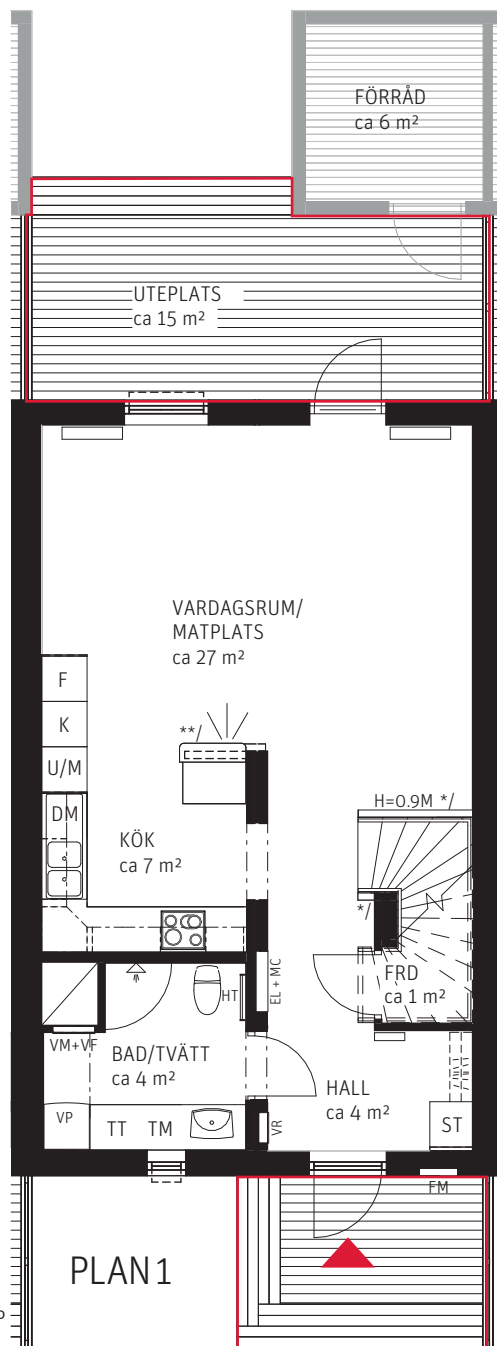 FÖRRÅD
ca 6 m²
UTEPLATS
ca 15 m²
VARDAGSRUM/
MATPLATS
ca 27 m²
F
K
U/M
**/
DM
H=0.9M */
KÖK
ca 7 m²
*/
EL + MC
FRD
ca 1 m²
HT
VM+VF
BAD/TVÄTT
ca 4 m²
HALL
ca 4 m²
VP
TT
TM
VR
ST
FM
PLAN 1